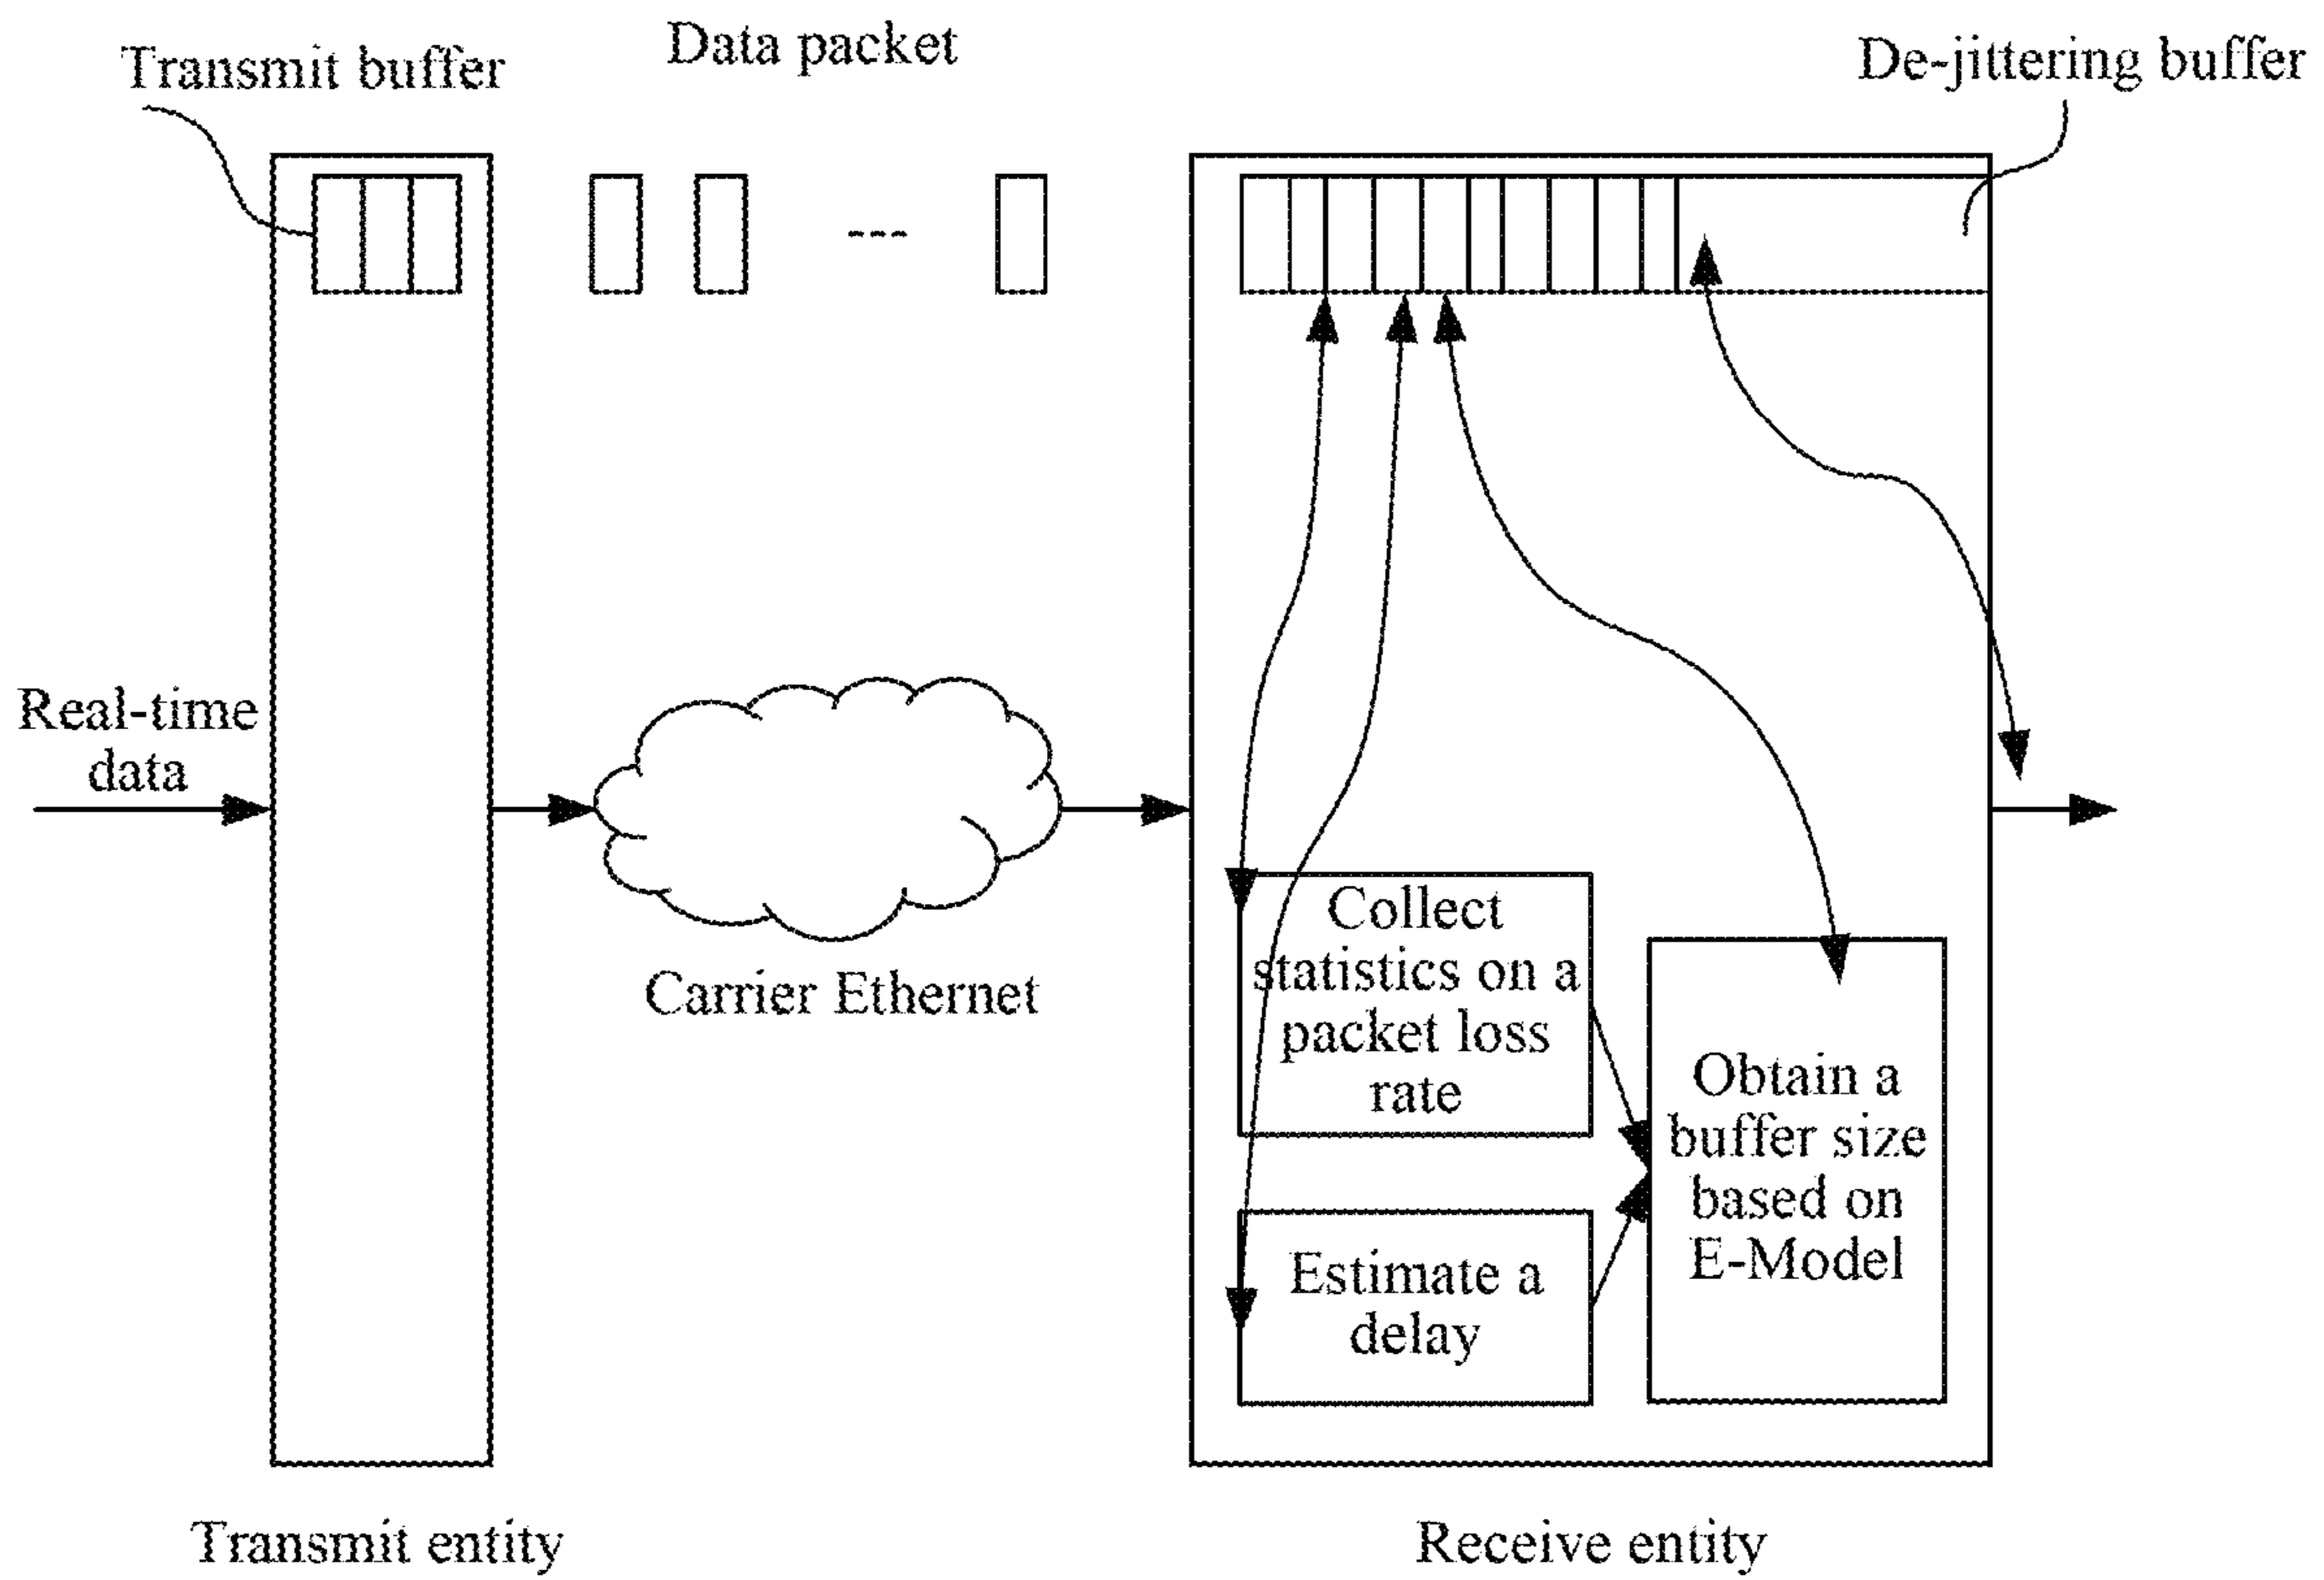 Transmit buffer
Data packet
De-jittering buffer
---
Real-time
data
Carrier Ethernet
Collect
statistics on a
packet loss
rate
Estimate a
delay
Obtain a
buffer size
based on
E-Model
Transmit entity
Receive entity